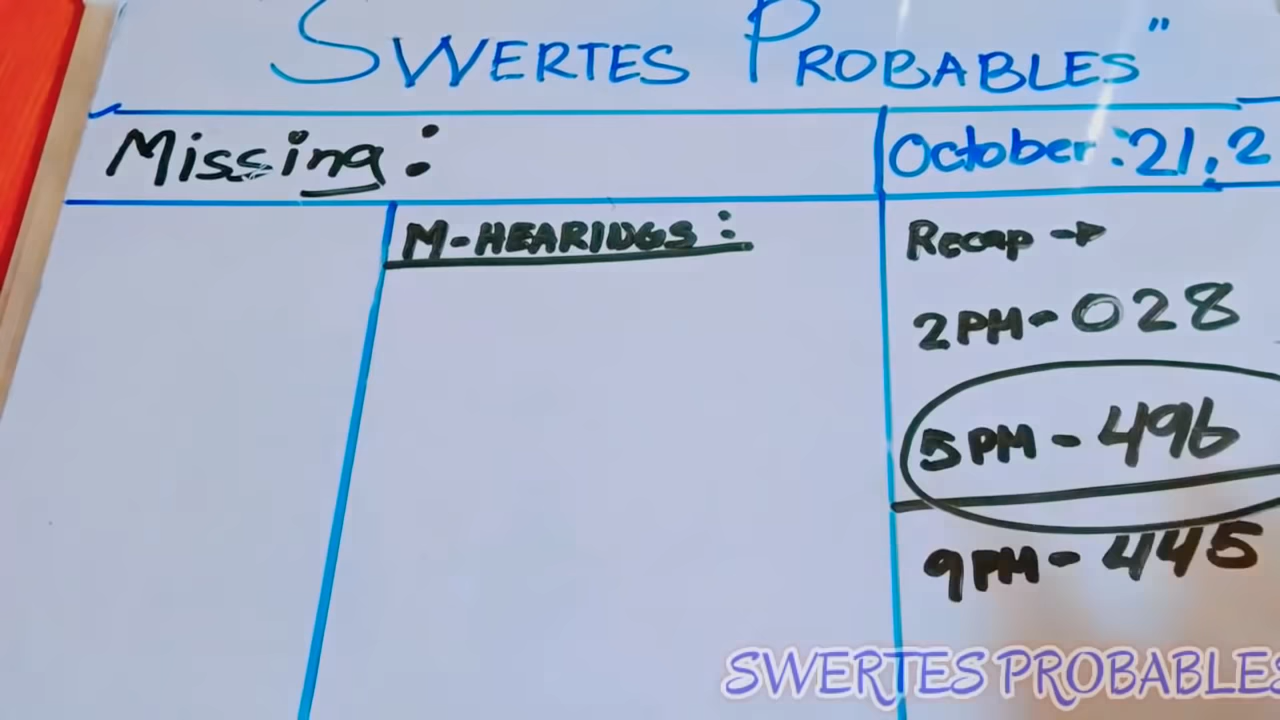 "SWERTES PROBABLES"
Missing:
October: 21, 2
M-HEARINGS:
Recap →
2PM - 028
5PM - 496
9PM - 445
SWERTES PROBABLES